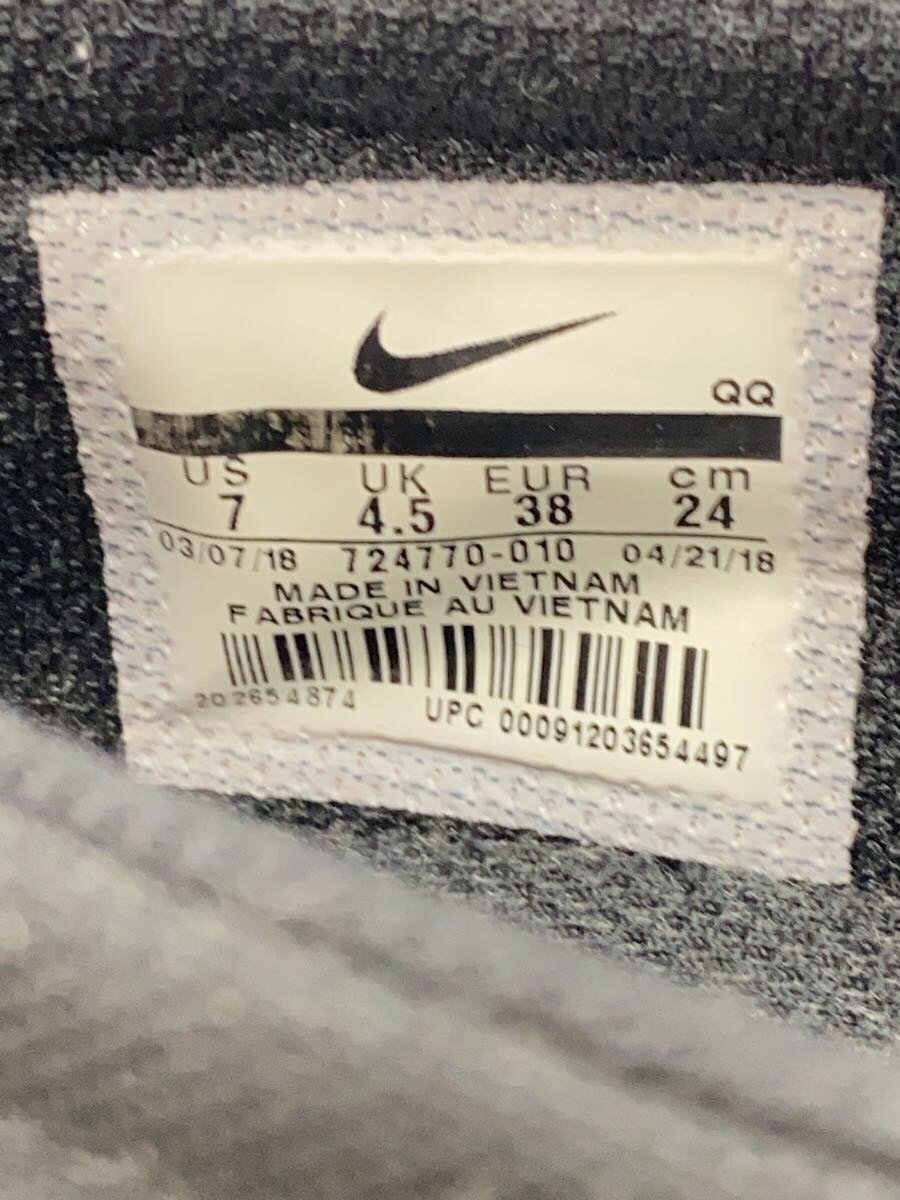 QQ
US UK EUR cm
7 4.5 38 24
03/07/18 724770-010 04/21/18
MADE IN VIETNAM
FABRIQUE AU VIETNAM
202654874 UPC 00091203654497